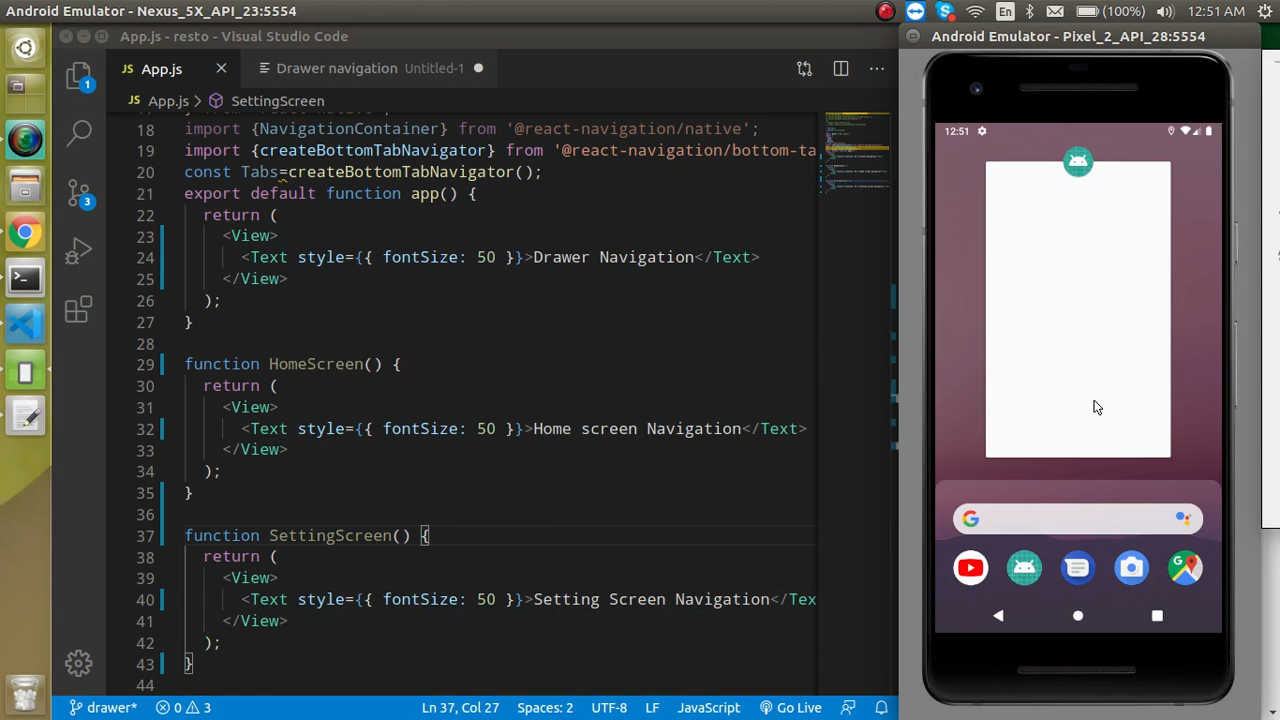 Android Emulator - Nexus_5X_API_23:5554
En
(100%)
12:51 AM
App.js - resto - Visual Studio Code
Android Emulator - Pixel_2_API_28:5554
App.js
Drawer navigation Untitled-1
JS App.js > SettingScreen
18 import {NavigationContainer} from '@react-navigation/native';
19 import {createBottomTabNavigator} from '@react-navigation/bottom-ta
20 const Tabs=createBottomTabNavigator();
21 export default function app() {
22 return (
23 <View>
24 <Text style={{ fontSize: 50 }}>Drawer Navigation</Text>
25 </View>
26 );
27 }
28
29 function HomeScreen() {
30 return (
31 <View>
32 <Text style={{ fontSize: 50 }}>Home screen Navigation</Text>
33 </View>
34 );
35 }
36
37 function SettingScreen() {
38 return (
39 <View>
40 <Text style={{ fontSize: 50 }}>Setting Screen Navigation</Tex
41 </View>
42 );
43 }
44
1
3
drawer*
0
3
Ln 37, Col 27
Spaces: 2
UTF-8
LF
JavaScript
Go Live
12:51